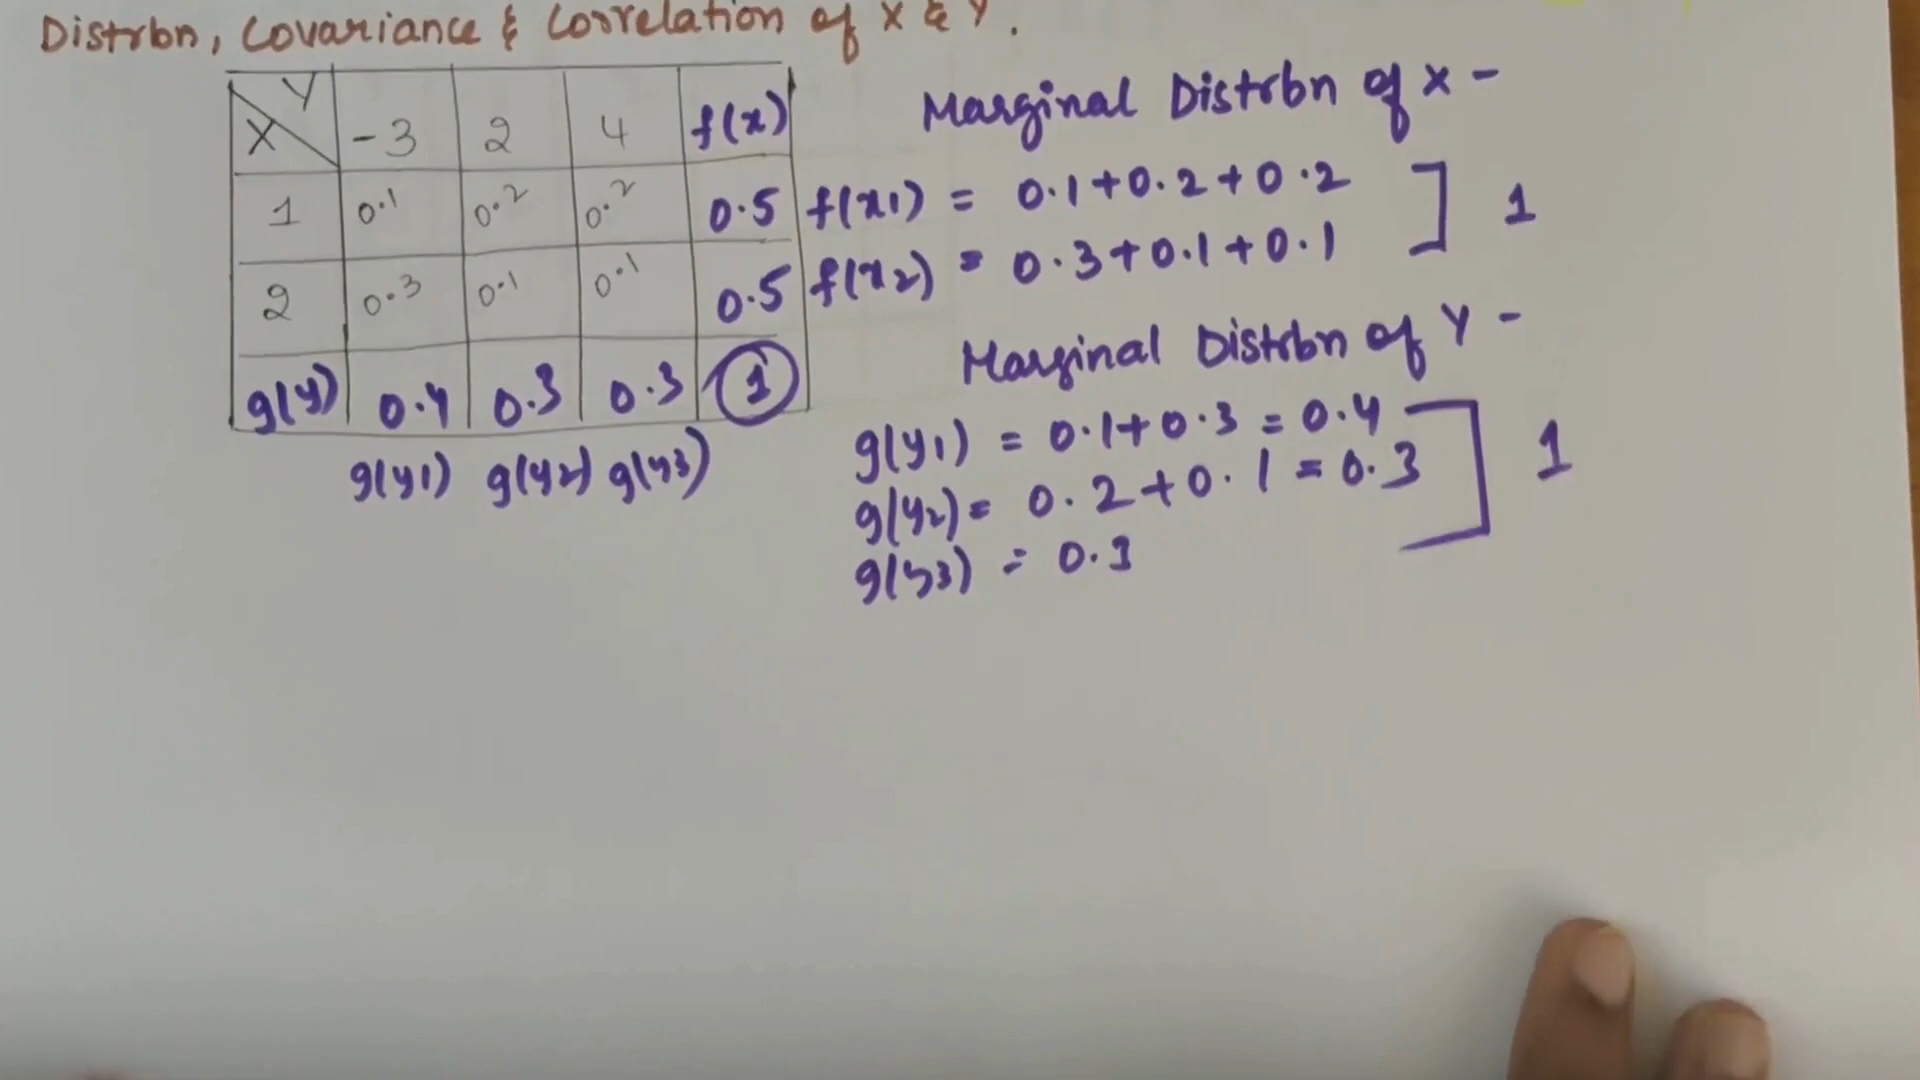 Distrbn, Covariance & Correlation of X & Y.
Y
X -3 2 4 f(x)
1 0.1 0.2 0.2 0.5
2 0.3 0.1 0.1 0.5
g(y) 0.4 0.3 0.3 1
g(y1) g(y2) g(y3)
Marginal Distrbn of X -
f(x1) = 0.1+0.2+0.2 ] 1
f(x2) = 0.3+0.1+0.1
Marginal Distrbn of Y -
g(y1) = 0.1+0.3 = 0.4
g(y2) = 0.2+0.1 = 0.3 ] 1
g(y3) = 0.3